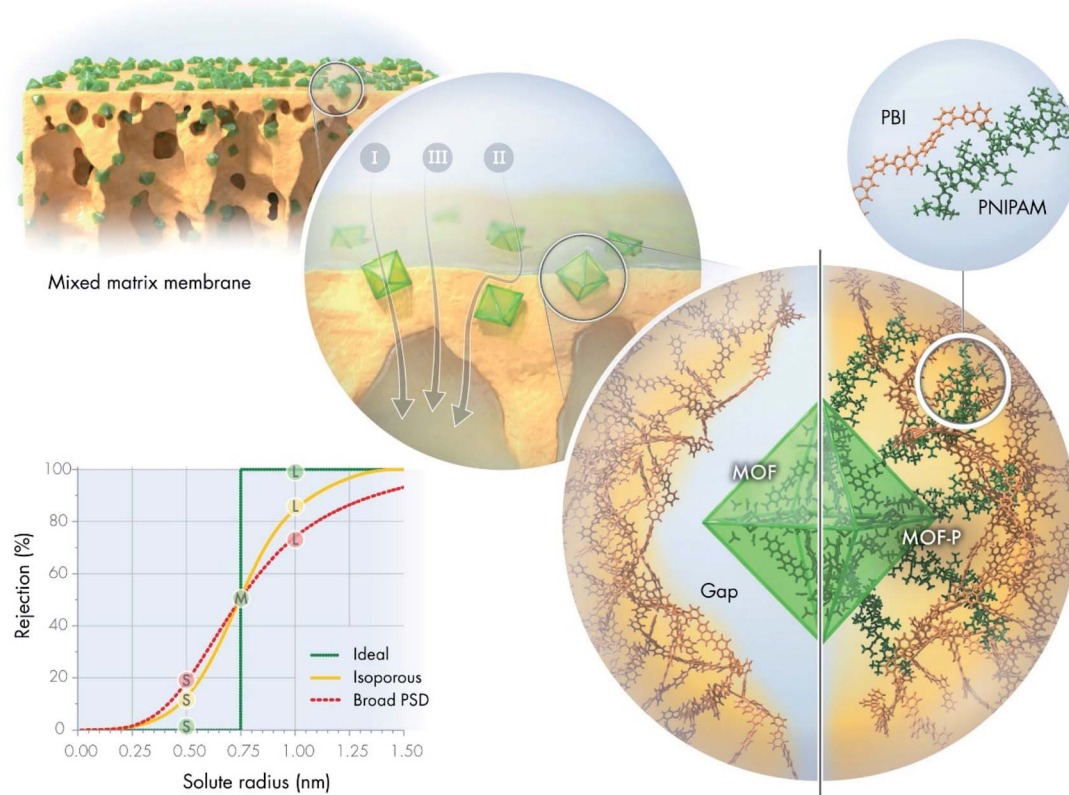 PBI
PNIPAM
I
III
II
Mixed matrix membrane
MOF
MOF-P
Gap
Rejection (%)
100
80
60
40
20
0
L
L
L
M
S
S
S
Ideal
Isoporous
Broad PSD
0.00
0.25
0.50
0.75
1.00
1.25
1.50
Solute radius (nm)